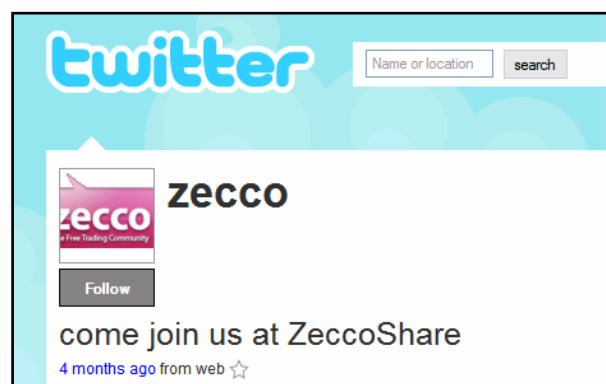 twitter
Name or location search
zecco
zecco
e Free Trading Community
Follow
come join us at ZeccoShare
4 months ago from web